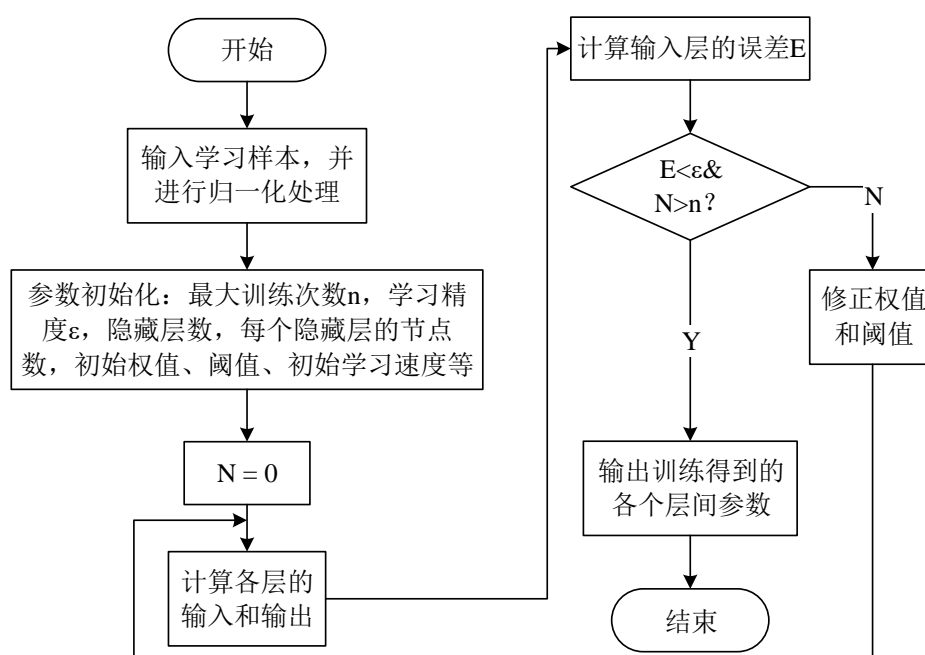 开始
输入学习样本，并
进行归一化处理
参数初始化：最大训练次数n，学习精
度ε，隐藏层数，每个隐藏层的节点
数，初始权值、阈值、初始学习速度等
N = 0
计算各层的
输入和输出
计算输入层的误差E
E<ε&
N>n？
N
修正权值
和阈值
Y
输出训练得到的
各个层间参数
结束